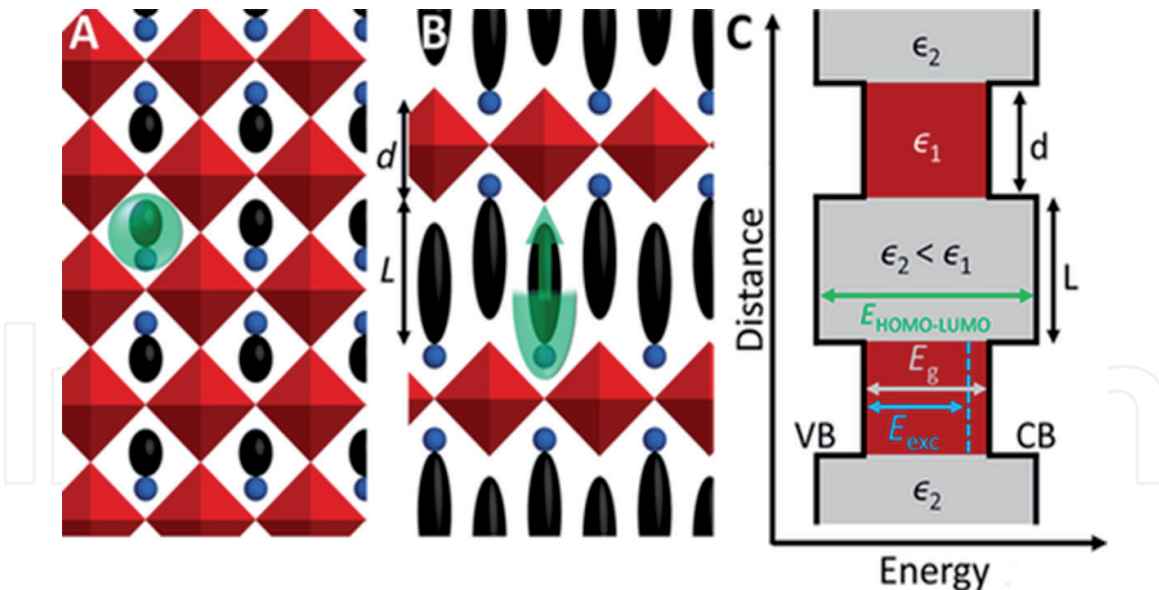 A
B
d
L
C
ϵ2
ϵ1
d
ϵ2 < ϵ1
L
EHOMO-LUMO
Eg
Eexc
VB
CB
ϵ2
Distance
Energy